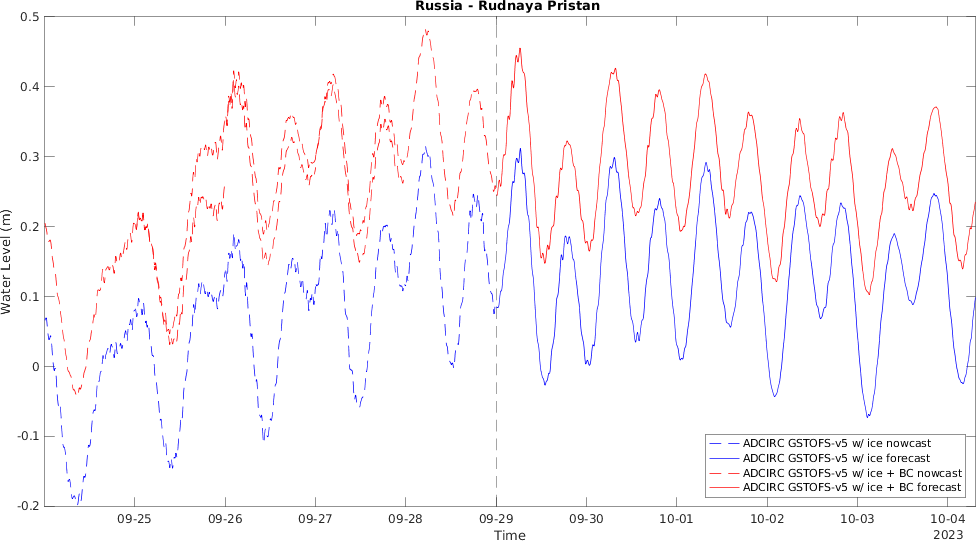 Russia - Rudnaya Pristan
0.5
0.4
0.3
0.2
0.1
0
-0.1
-0.2
Water Level (m)
09-25 09-26 09-27 09-28 09-29 09-30 10-01 10-02 10-03 10-04
2023
Time
ADCIRC GSTOFS-v5 w/ ice nowcast
ADCIRC GSTOFS-v5 w/ ice forecast
ADCIRC GSTOFS-v5 w/ ice + BC nowcast
ADCIRC GSTOFS-v5 w/ ice + BC forecast